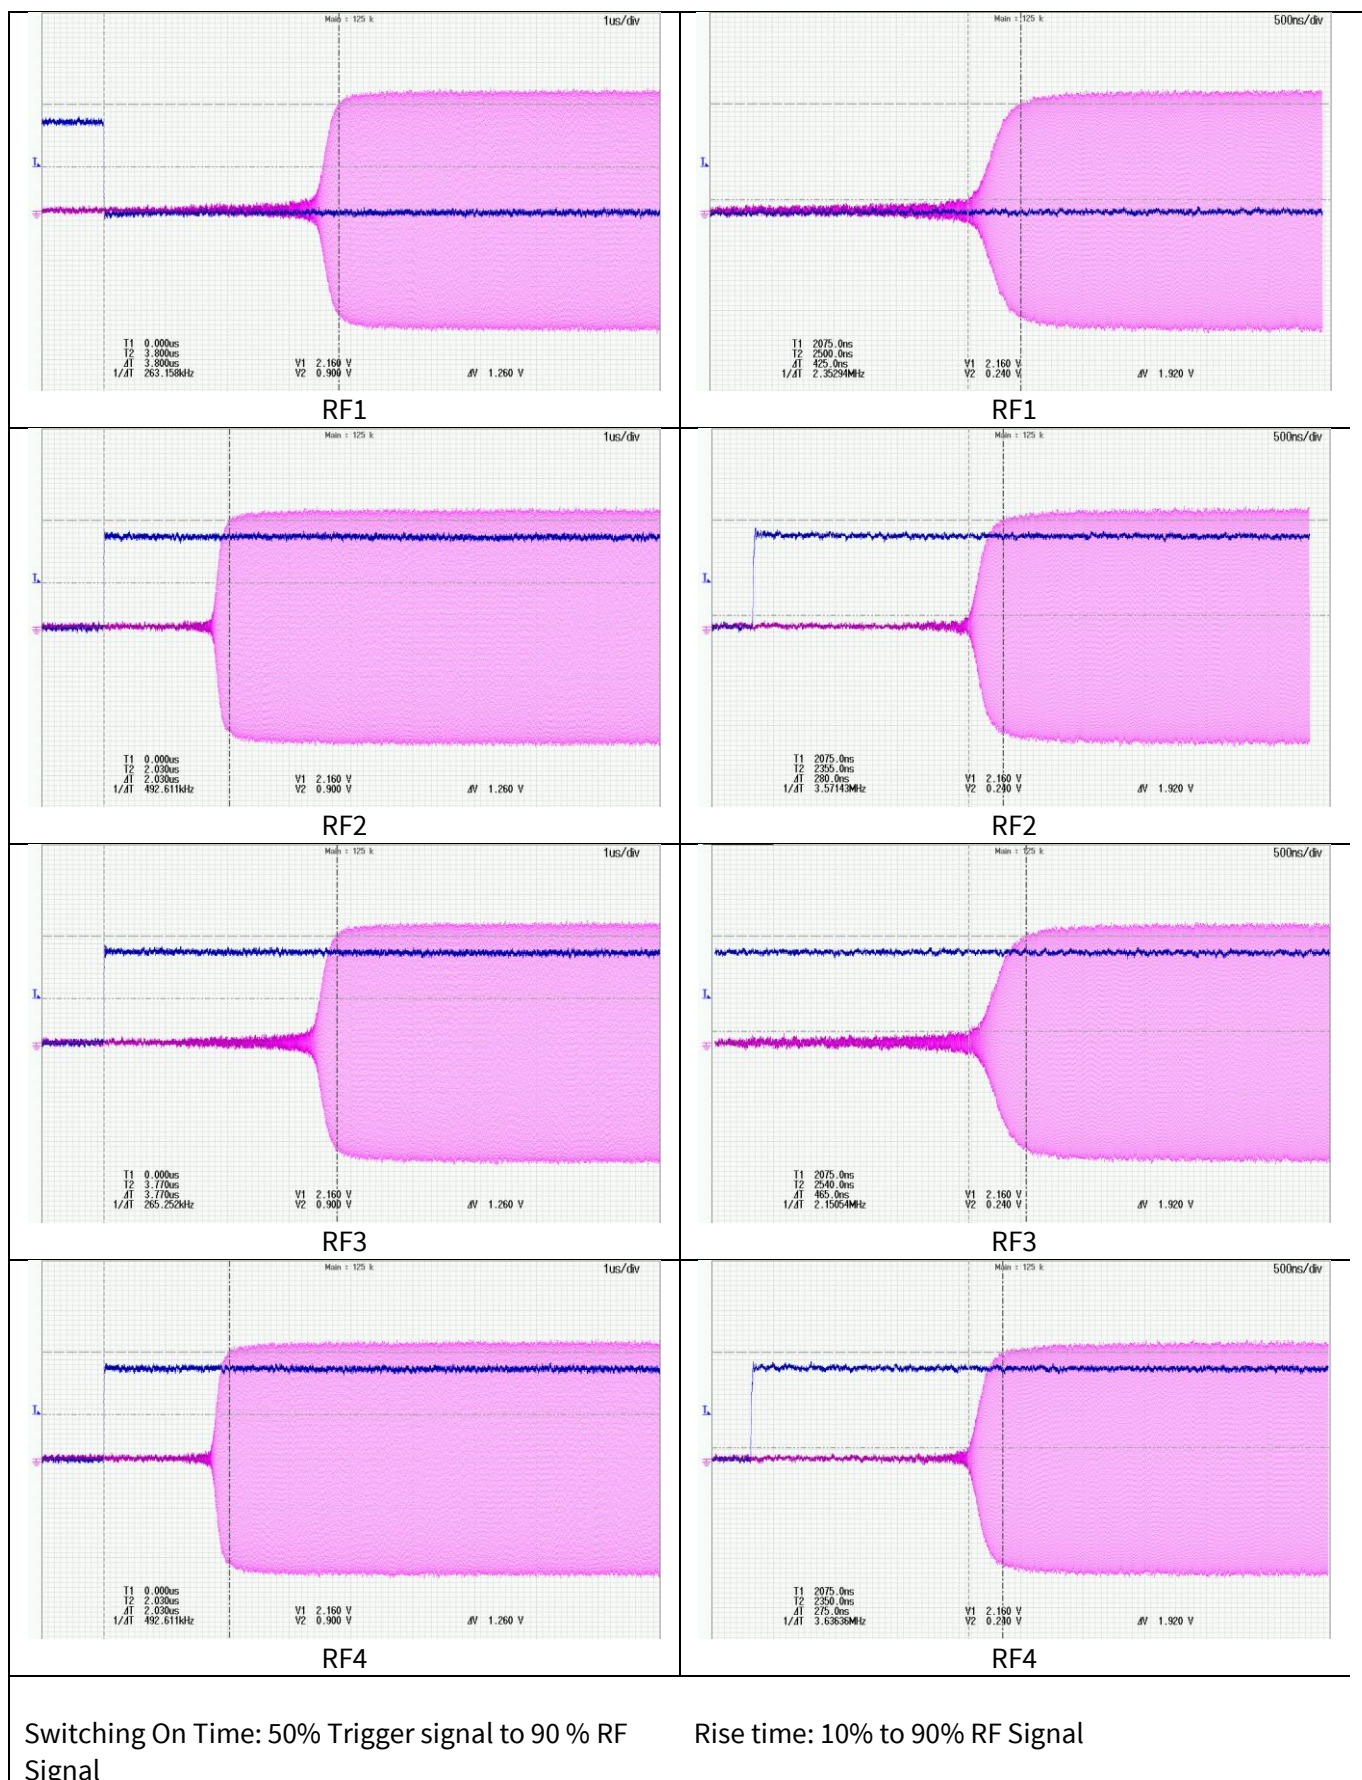 Main : 125 k
1us/div
T1 0.000us
T2 3.800us
ΔT 3.800us
1/ΔT 263.158kHz
V1 2.160 V
V2 0.900 V
ΔV 1.260 V
RF1
Main : 125 k
500ns/div
T1 2075.0ns
T2 2500.0ns
ΔT 425.0ns
1/ΔT 2.35294MHz
V1 2.160 V
V2 0.240 V
ΔV 1.920 V
RF1
Main : 125 k
1us/div
T1 0.000us
T2 2.030us
ΔT 2.030us
1/ΔT 492.611kHz
V1 2.160 V
V2 0.900 V
ΔV 1.260 V
RF2
Main : 125 k
500ns/div
T1 2075.0ns
T2 2355.0ns
ΔT 280.0ns
1/ΔT 3.57143MHz
V1 2.160 V
V2 0.240 V
ΔV 1.920 V
RF2
Main : 125 k
1us/div
T1 0.000us
T2 3.770us
ΔT 3.770us
1/ΔT 265.252kHz
V1 2.160 V
V2 0.900 V
ΔV 1.260 V
RF3
Main : 125 k
500ns/div
T1 2075.0ns
T2 2540.0ns
ΔT 465.0ns
1/ΔT 2.15054MHz
V1 2.160 V
V2 0.240 V
ΔV 1.920 V
RF3
Main : 125 k
1us/div
T1 0.000us
T2 2.030us
ΔT 2.030us
1/ΔT 492.611kHz
V1 2.160 V
V2 0.900 V
ΔV 1.260 V
RF4
Main : 125 k
500ns/div
T1 2075.0ns
T2 2350.0ns
ΔT 275.0ns
1/ΔT 3.63636MHz
V1 2.160 V
V2 0.240 V
ΔV 1.920 V
RF4
Switching On Time: 50% Trigger signal to 90 % RF
Signal
Rise time: 10% to 90% RF Signal